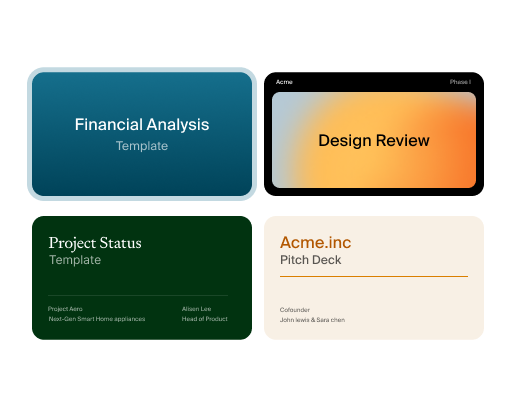 Financial Analysis
Template
Acme
Phase I
Design Review
Project Status
Template
Project Aero
Next-Gen Smart Home appliances
Alisen Lee
Head of Product
Acme.inc
Pitch Deck
Cofounder
John lewis & Sara chen